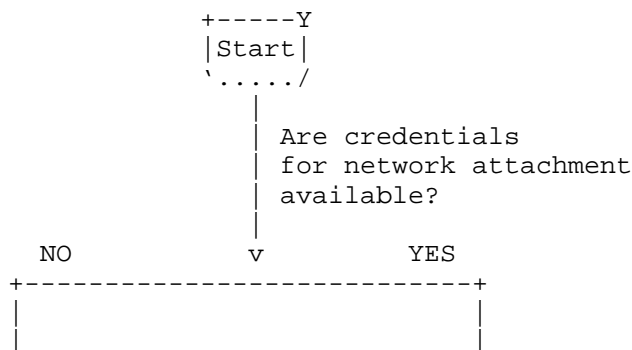 Start
Are credentials
for network attachment
available?
NO YES